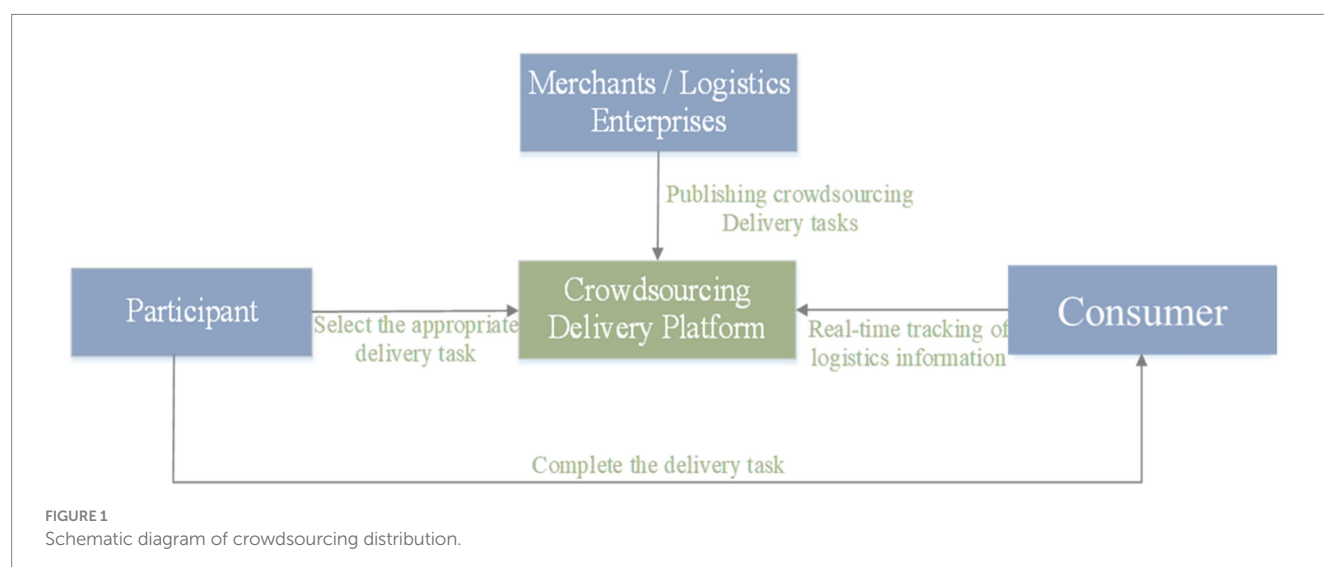 Merchants / Logistics
Enterprises
Publishing crowdsourcing
Delivery tasks
Participant
Select the appropriate
delivery task
Crowdsourcing
Delivery Platform
Real-time tracking of
logistics information
Consumer
Complete the delivery task
FIGURE 1
Schematic diagram of crowdsourcing distribution.